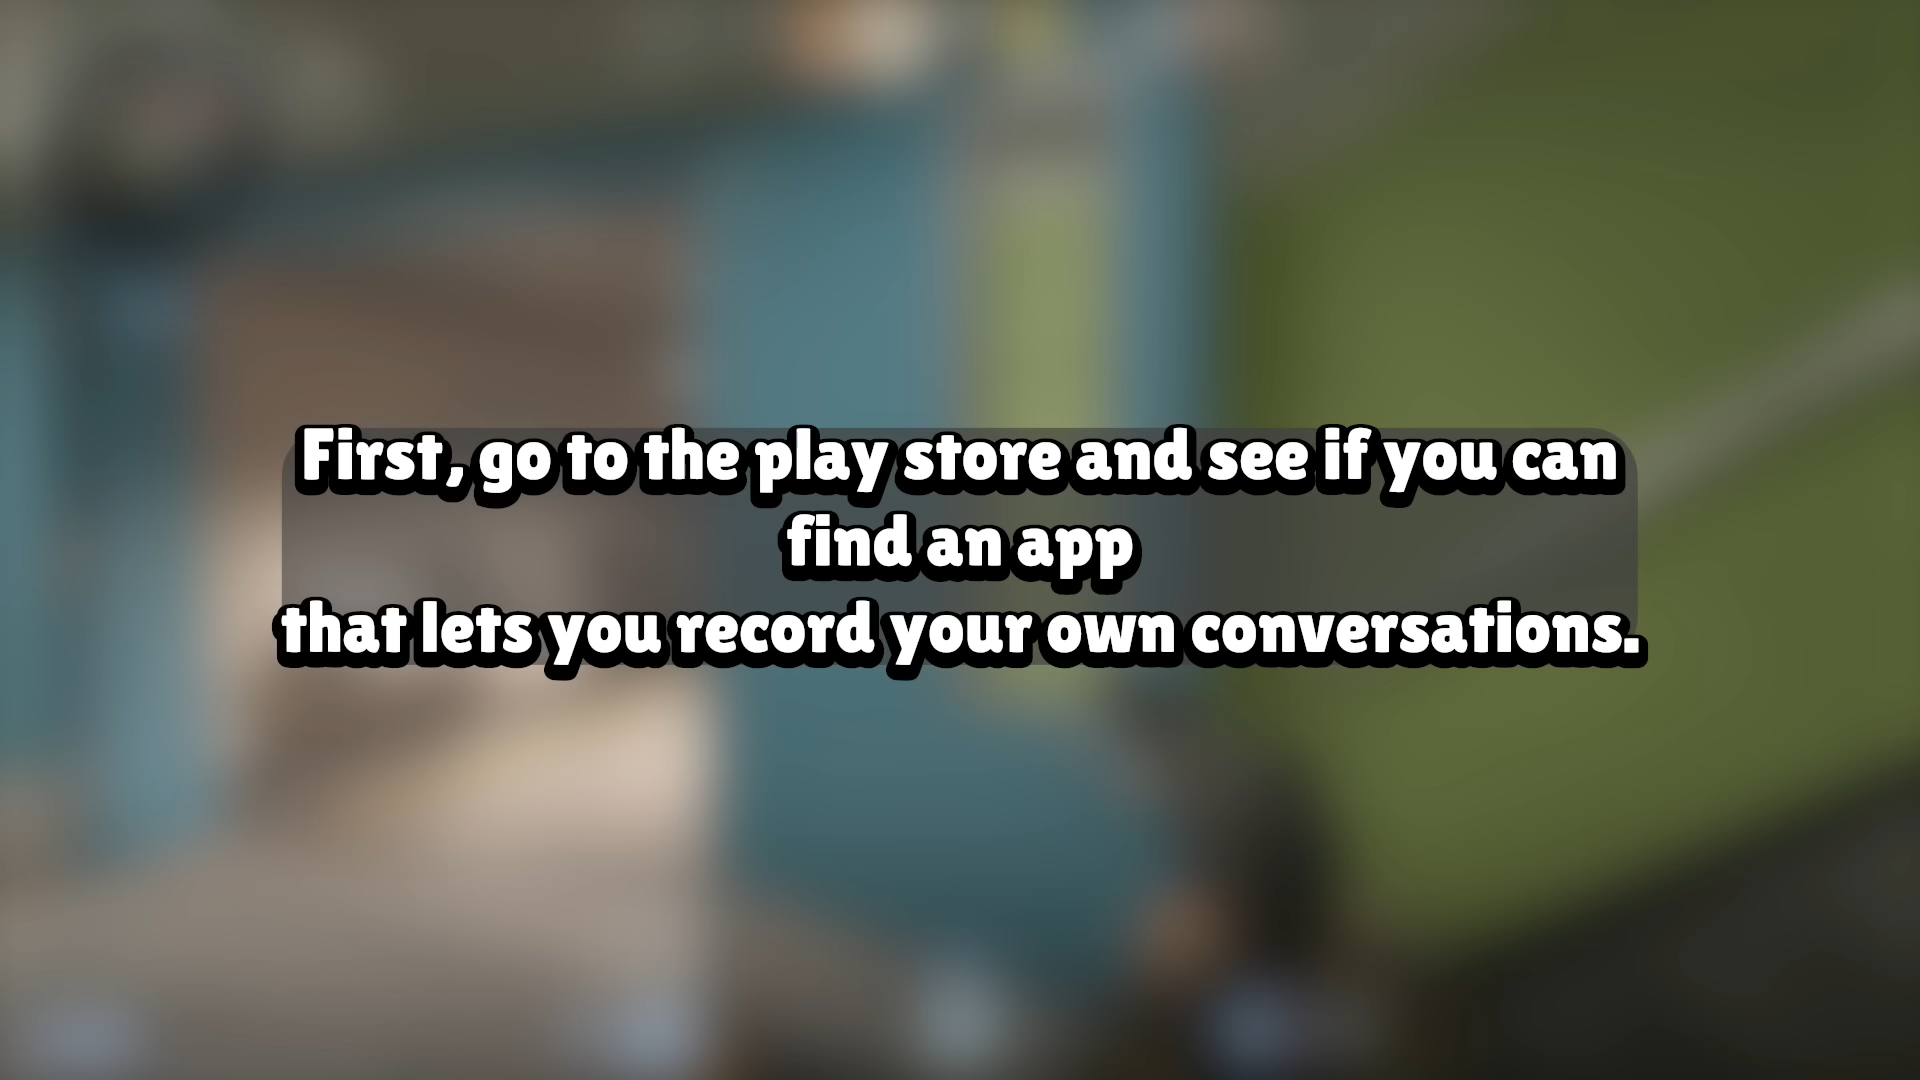 First, go to the play store and see if you can
find an app
that lets you record your own conversations.